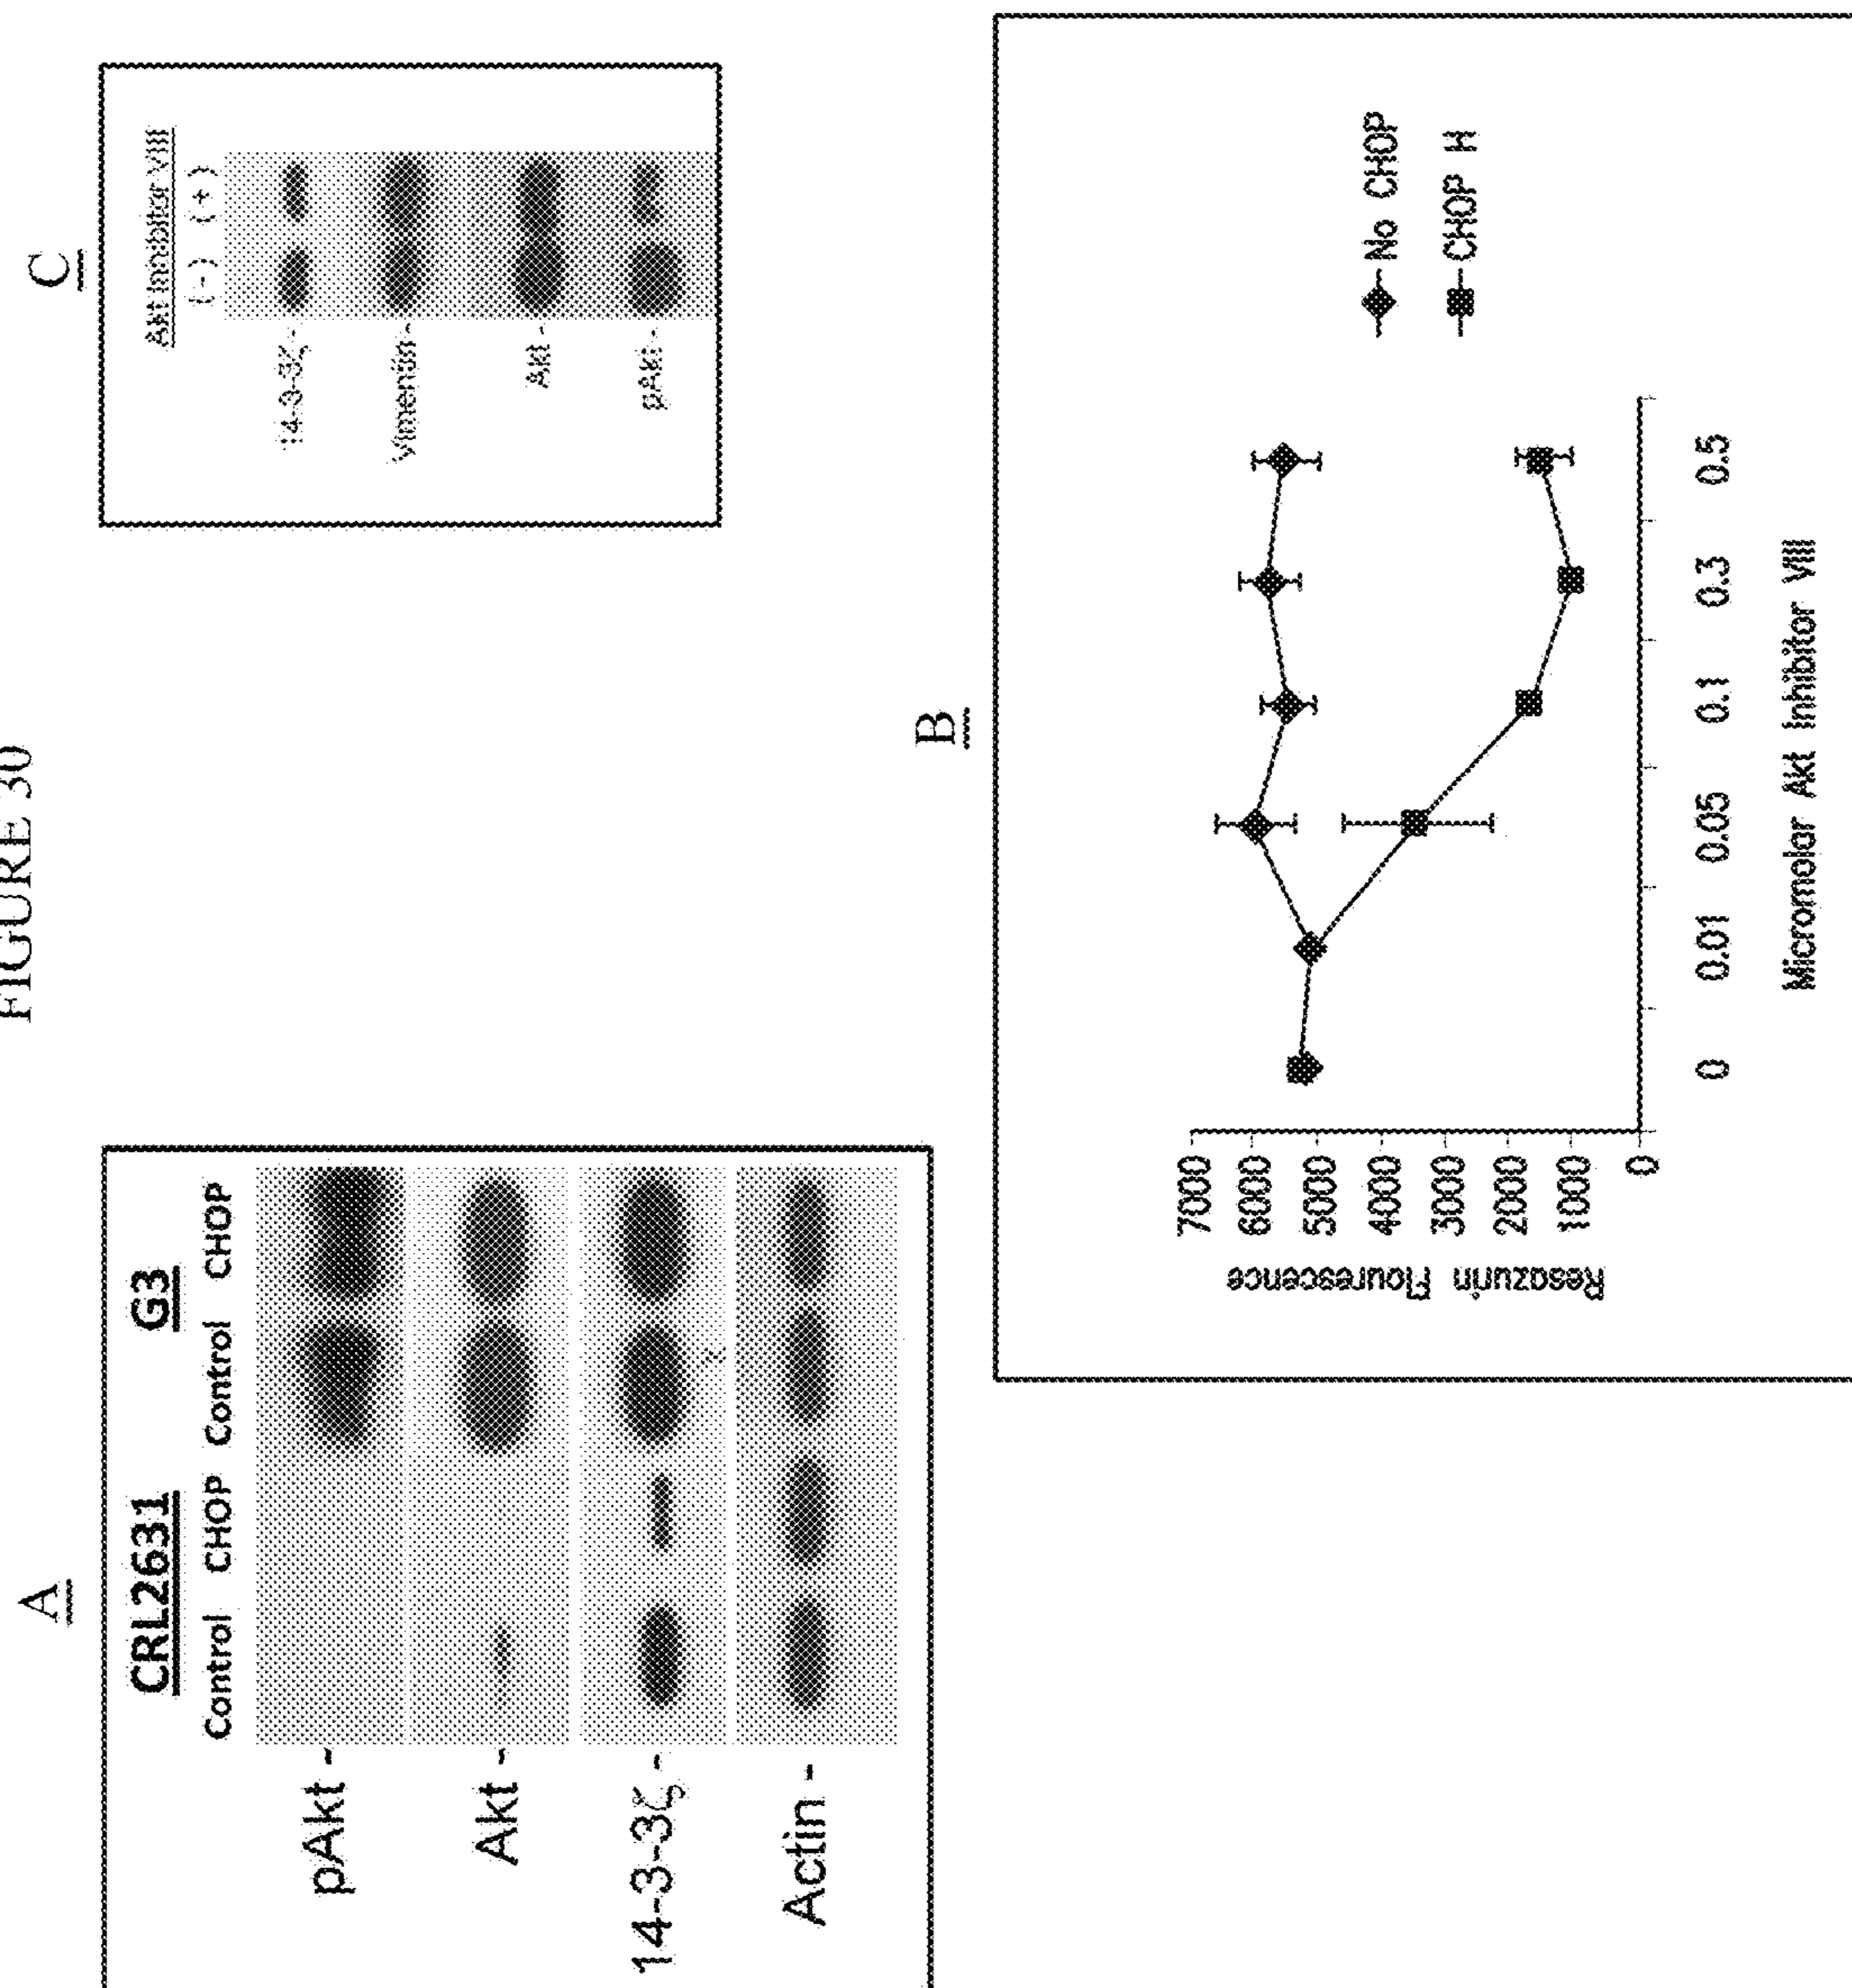 FIGURE 30
A
CRL2631 G3
Control CHOP Control CHOP
pAkt -
Akt -
14-3-3ζ -
Actin -
C
Akt Inhibitor VIII
(-) (+)
14-3-3ζ -
Vimentin -
Akt -
pAkt -
B
Resazurin Flourescence
7000
6000
5000
4000
3000
2000
1000
0
0 0.01 0.05 0.1 0.3 0.5
Micromolar Akt Inhibitor VIII
No CHOP
CHOP H